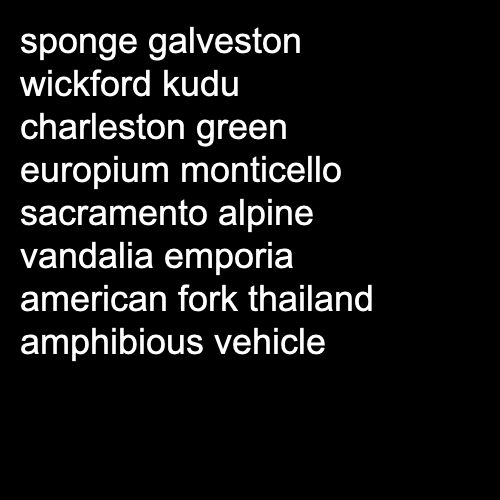 sponge galveston
wickford kudu
charleston green
europium monticello
sacramento alpine
vandalia emporia
american fork thailand
amphibious vehicle